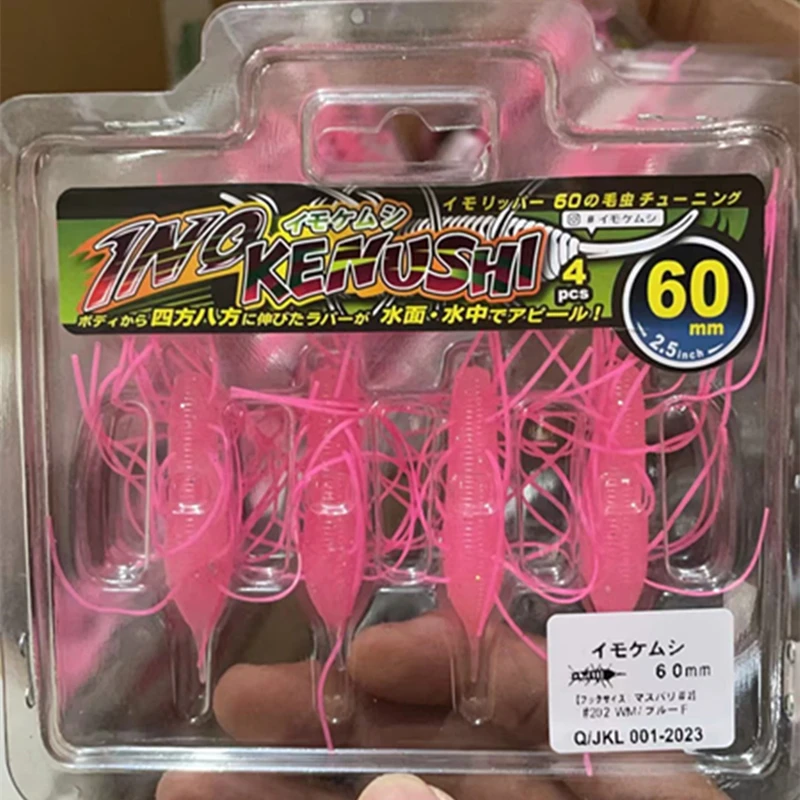 イモリッパー 60の毛虫チューニング
# イモケムシ
イモケムシ
INO KENUSHI
4
pcs
60
mm
2.5inch
ボディから四方八方に伸びたラバーが 水面・水中でアピール!
イモケムシ
60mm
【フックサイズ:マスバリ#2】
#202 WM/ブルーF
Q/JKL 001-2023